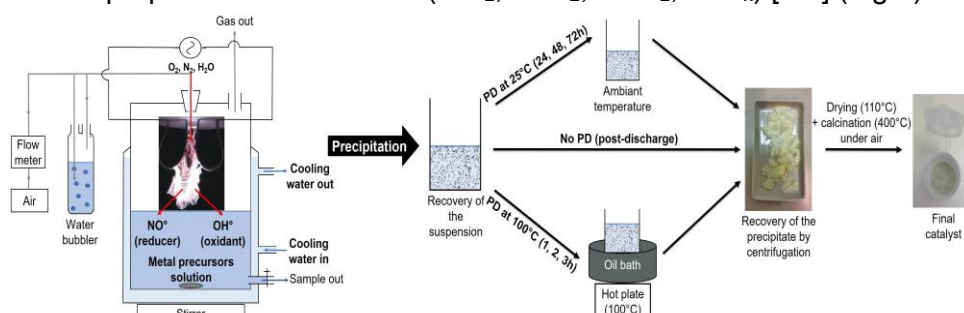 Gas out
O₂, N₂, H₂O
Flow
meter
Air
Water
bubbler
Cooling
water out
NO°
(reducer)
OH°
(oxidant)
Metal precursors
solution
Cooling
water in
Sample out
Stirrer
Precipitation
Recovery of
the
suspension
PD at 25°C (24, 48, 72h)
Ambiant
temperature
No PD (post-discharge)
PD at 100°C (1, 2, 3h)
Oil bath
Hot plate
(100°C)
Recovery of the
precipitate by
centrifugation
Drying (110°C)
+ calcination (400°C)
under air
Final
catalyst